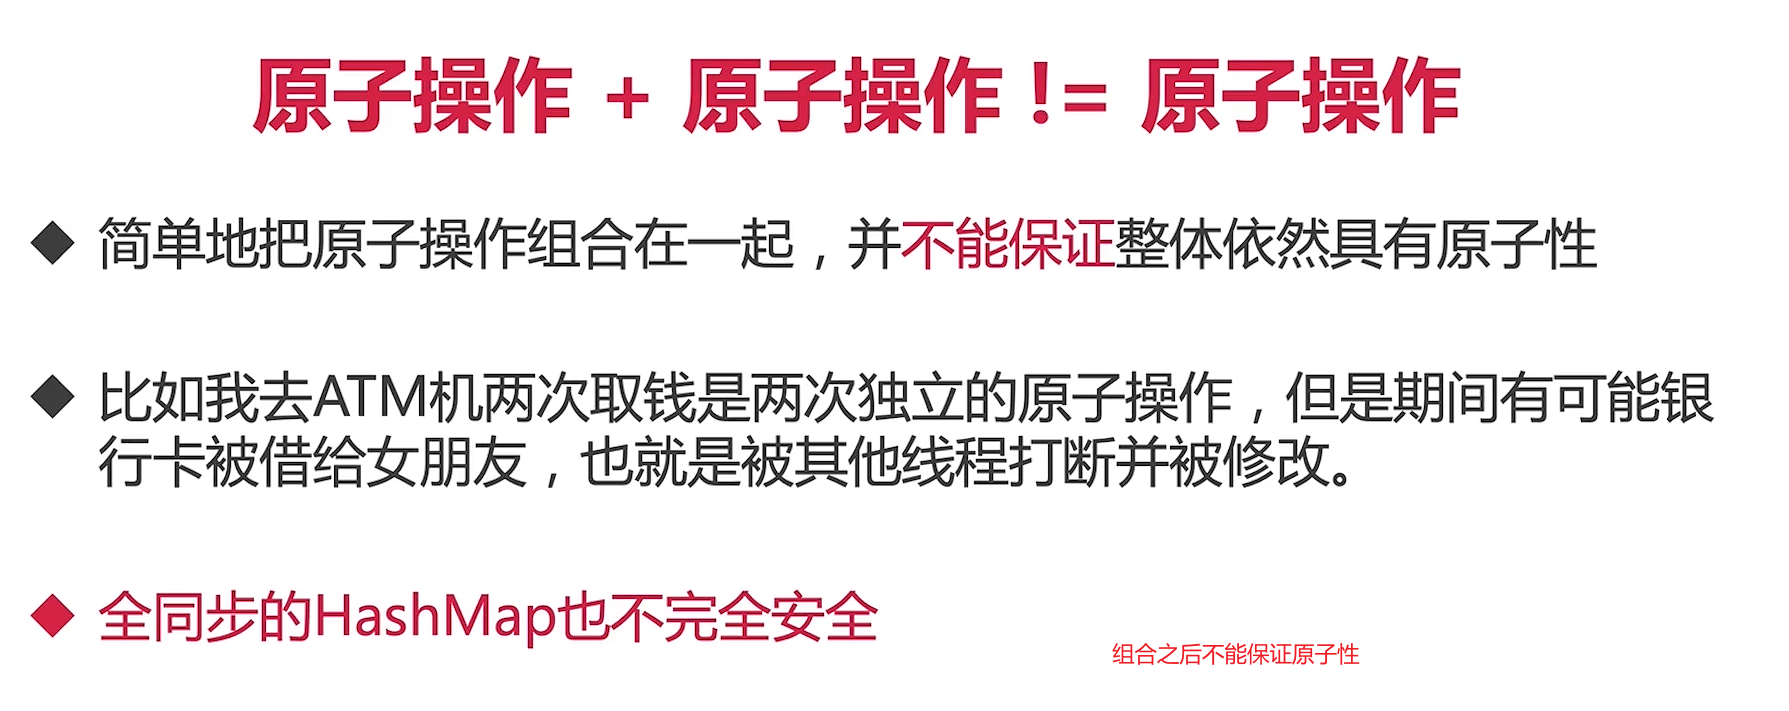 原子操作 + 原子操作 != 原子操作
简单地把原子操作组合在一起，并不能保证整体依然具有原子性
比如我去ATM机两次取钱是两次独立的原子操作，但是期间有可能银
行卡被借给女朋友，也就是被其他线程打断并被修改。
全同步的HashMap也不完全安全
组合之后不能保证原子性